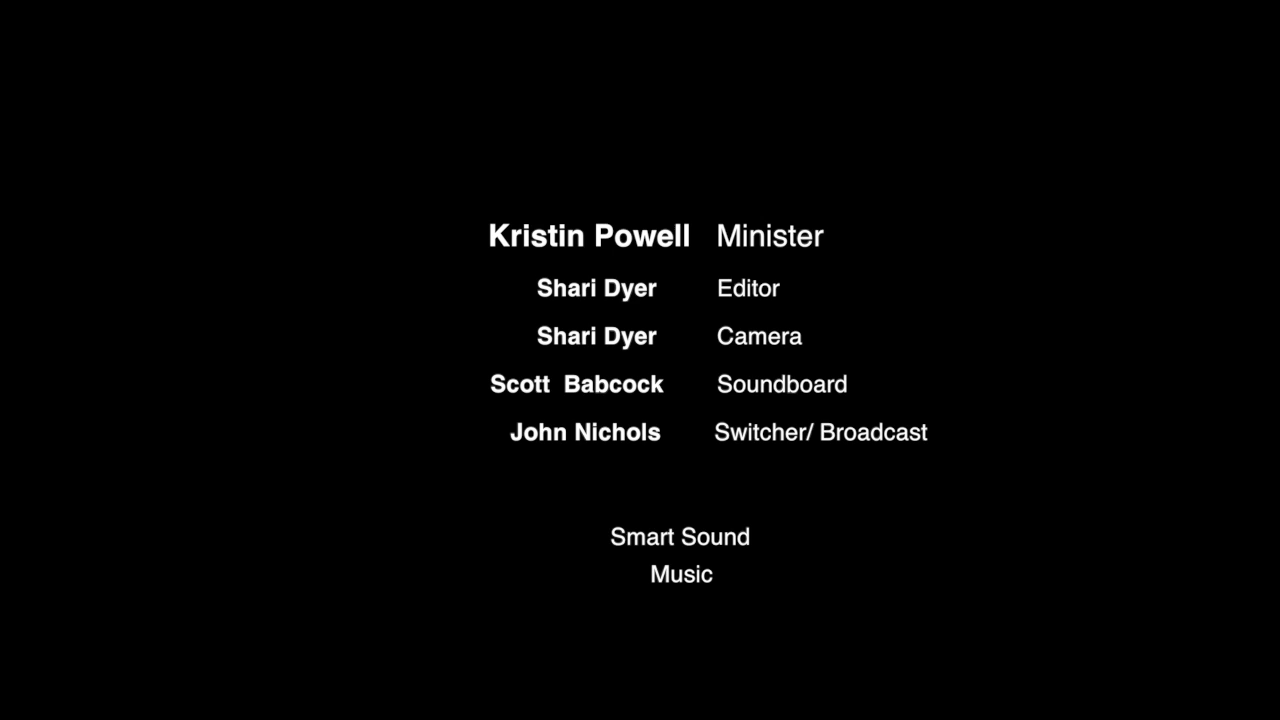 Kristin Powell Minister
Shari Dyer Editor
Shari Dyer Camera
Scott Babcock Soundboard
John Nichols Switcher/ Broadcast
Smart Sound
Music